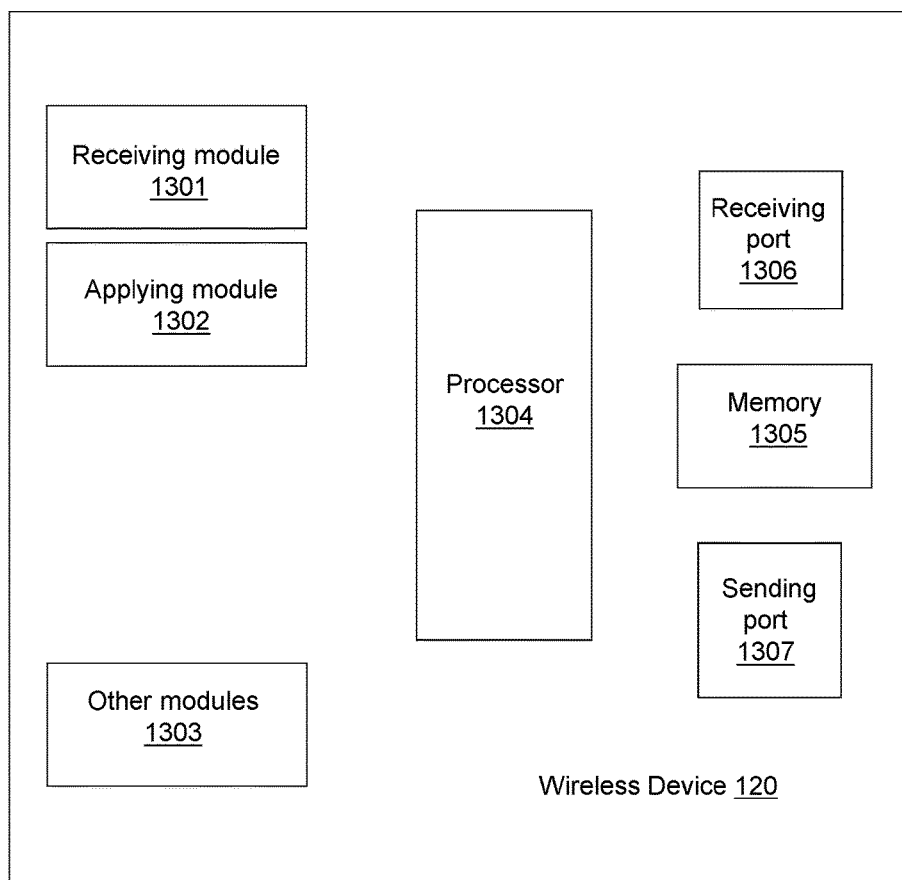 Receiving module
1301
Applying module
1302
Other modules
1303
Processor
1304
Receiving
port
1306
Memory
1305
Sending
port
1307
Wireless Device 120